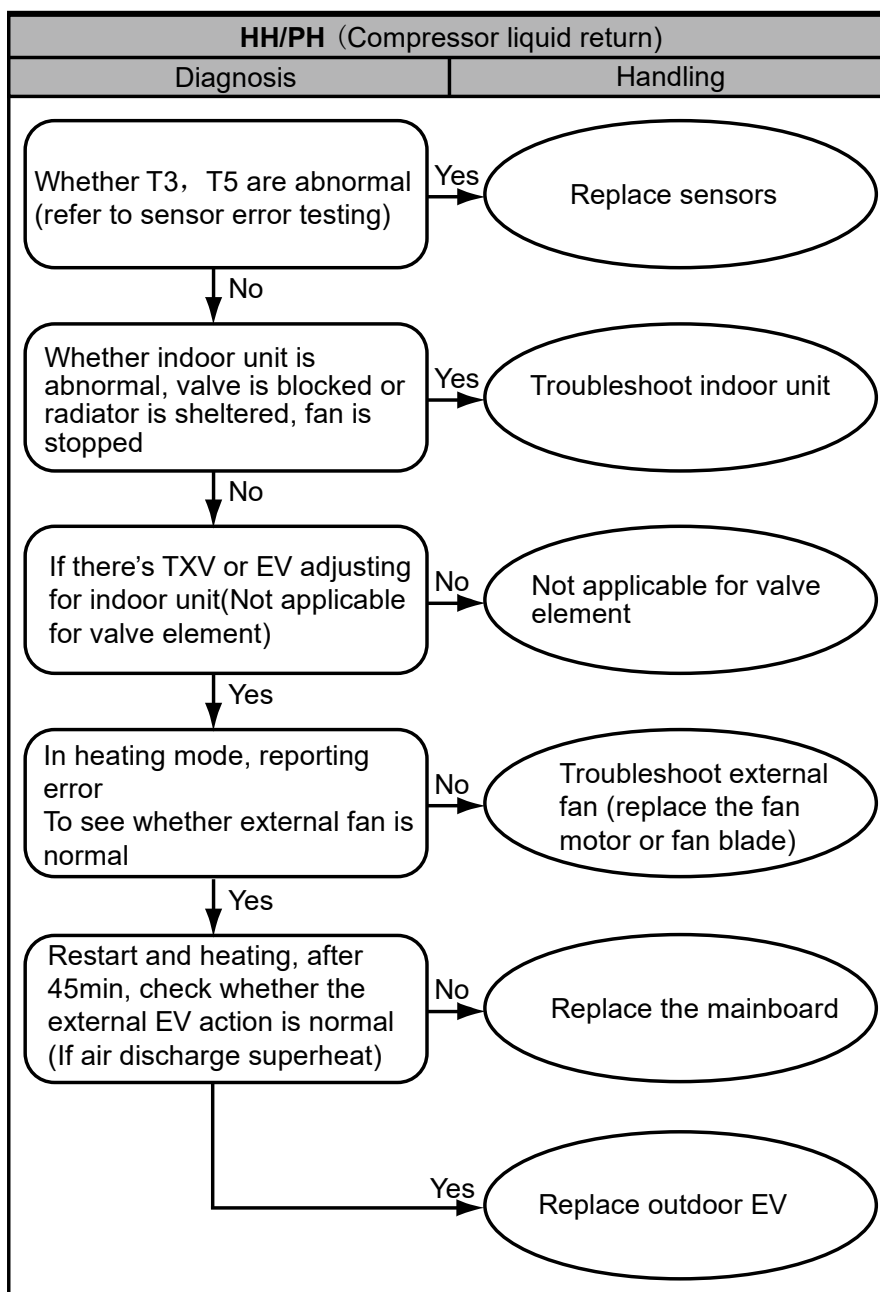 HH/PH（Compressor liquid return)
Diagnosis
Handling
Whether T3，T5 are abnormal
(refer to sensor error testing)
Yes
Replace sensors
No
Whether indoor unit is
abnormal, valve is blocked or
radiator is sheltered, fan is
stopped
Yes
Troubleshoot indoor unit
No
If there's TXV or EV adjusting
for indoor unit(Not applicable
for valve element)
No
Not applicable for valve
element
Yes
In heating mode, reporting
error
To see whether external fan is
normal
No
Troubleshoot external
fan (replace the fan
motor or fan blade)
Yes
Restart and heating, after
45min, check whether the
external EV action is normal
(If air discharge superheat)
No
Replace the mainboard
Yes
Replace outdoor EV